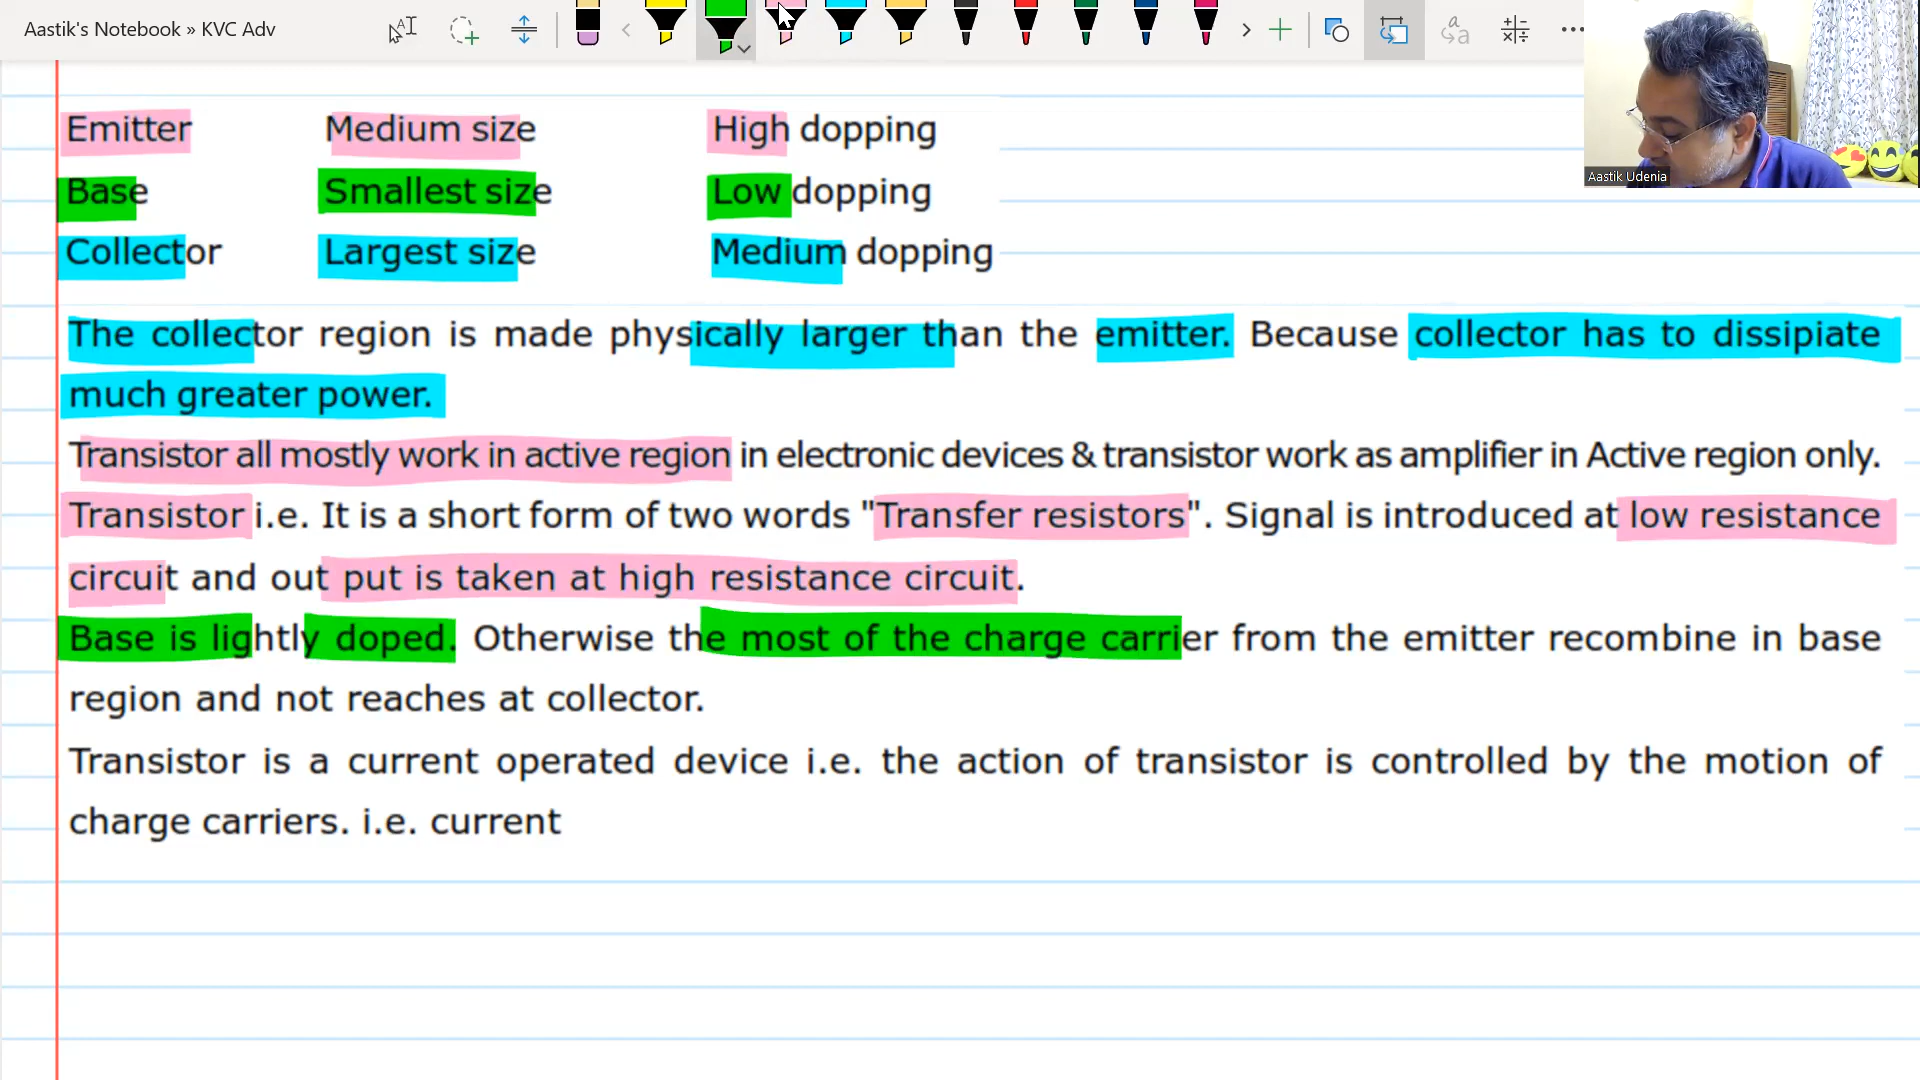 Aastik's Notebook » KVC Adv
Aastik Udenia
Emitter Medium size High dopping
Base Smallest size Low dopping
Collector Largest size Medium dopping
The collector region is made physically larger than the emitter. Because collector has to dissipiate
much greater power.
Transistor all mostly work in active region in electronic devices & transistor work as amplifier in Active region only.
Transistor i.e. It is a short form of two words "Transfer resistors". Signal is introduced at low resistance
circuit and out put is taken at high resistance circuit.
Base is lightly doped. Otherwise the most of the charge carrier from the emitter recombine in base
region and not reaches at collector.
Transistor is a current operated device i.e. the action of transistor is controlled by the motion of
charge carriers. i.e. current